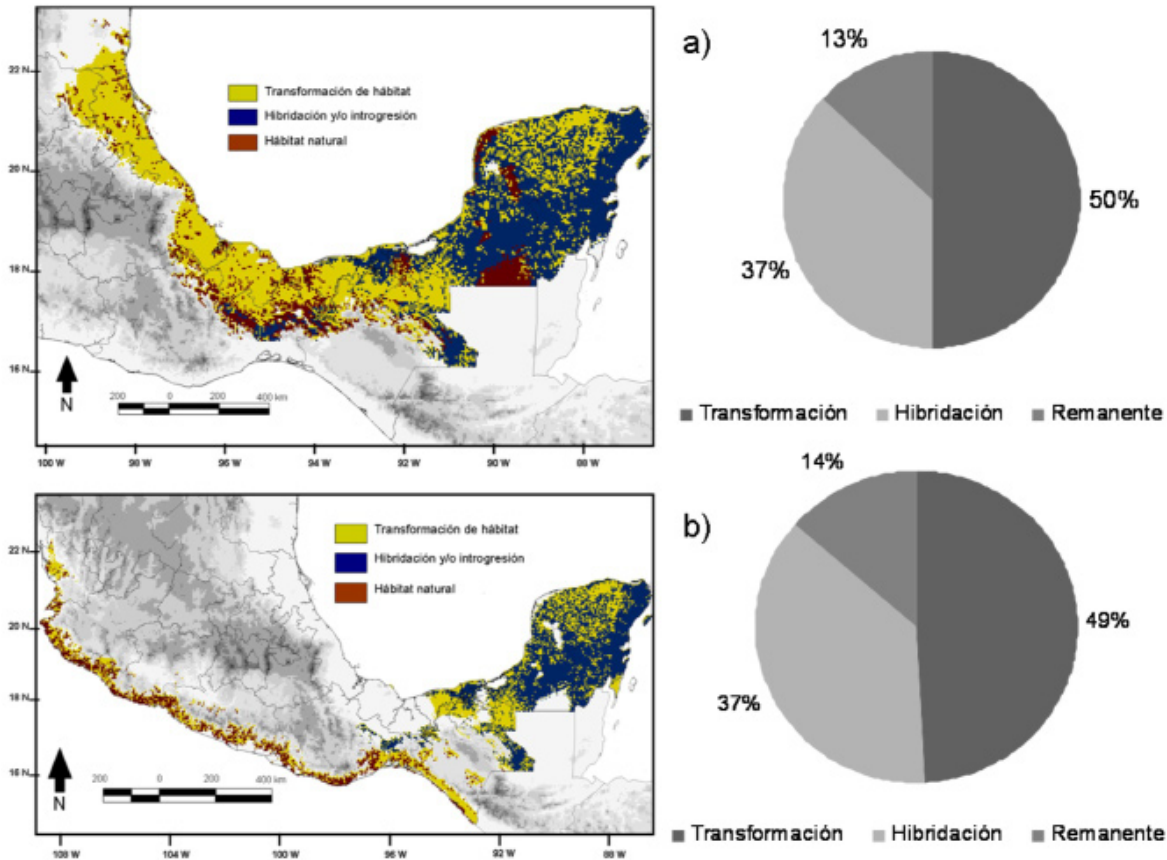 22
20
18
16
Transformación de hábitat
Hibridación y/o introgresión
Hábitat natural
N
200 0 200 400 km
100 W 98 W 96 W 94 W 92 W 90 W 88 W
a)
13%
50%
37%
Transformación Hibridación Remanente
22 N
20 N
18 N
16 N
Transformación de hábitat
Hibridación y/o introgresión
Hábitat natural
N
200 0 200 400 km
108 W 104 W 100 W 96 W 92 W 88 W
b)
14%
49%
37%
Transformación Hibridación Remanente